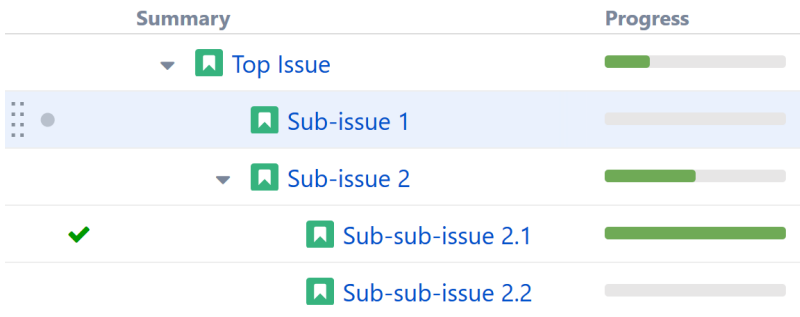 Summary Progress
Top Issue
Sub-issue 1
Sub-issue 2
Sub-sub-issue 2.1
Sub-sub-issue 2.2